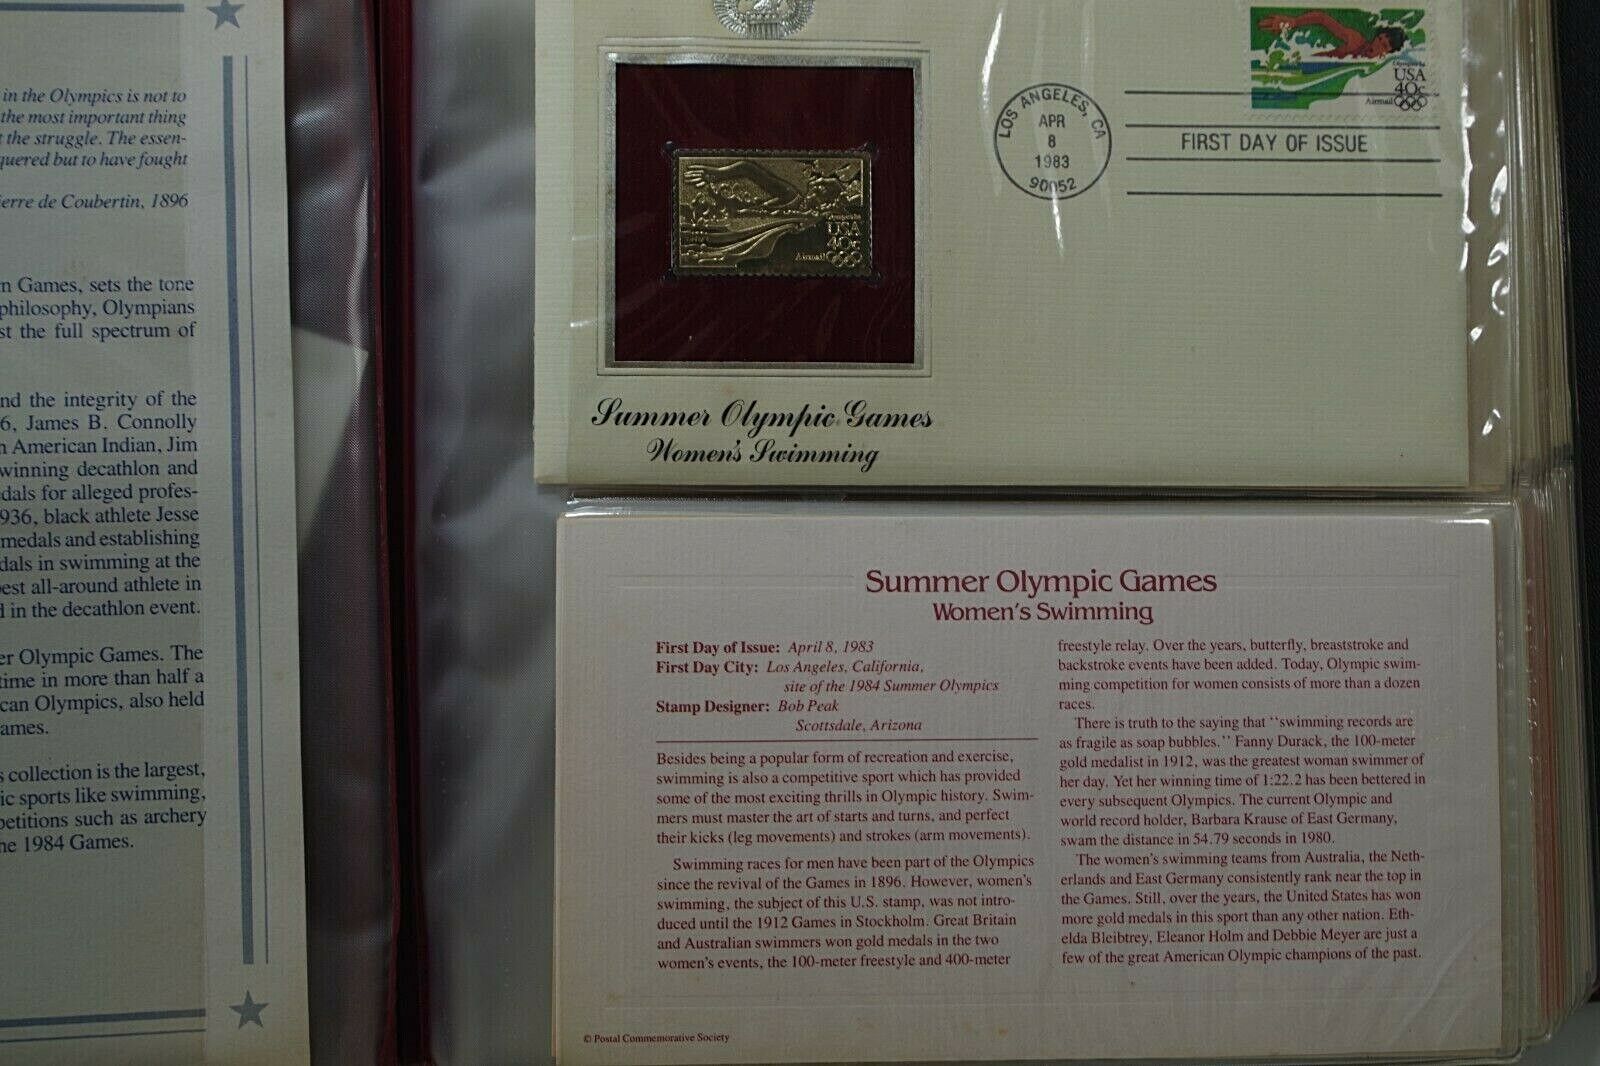 in the Olympics is not to
the most important thing
t the struggle. The essen-
quered but to have fought
ierre de Coubertin, 1896
n Games, sets the tone
philosophy, Olympians
st the full spectrum of
nd the integrity of the
6, James B. Connolly
n American Indian, Jim
winning decathlon and
edals for alleged profes-
936, black athlete Jesse
medals and establishing
dals in swimming at the
best all-around athlete in
d in the decathlon event.
er Olympic Games. The
time in more than half a
can Olympics, also held
ames.
s collection is the largest,
ic sports like swimming,
petitions such as archery
he 1984 Games.
Olympics 84
USA
40c
Airmail
LOS ANGELES, CA
APR
8
1983
90052
FIRST DAY OF ISSUE
Olympics 84
USA
40c
Airmail
Summer Olympic Games
Women's Swimming
Summer Olympic Games
Women's Swimming
First Day of Issue: April 8, 1983
First Day City: Los Angeles, California,
site of the 1984 Summer Olympics
Stamp Designer: Bob Peak
Scottsdale, Arizona
Besides being a popular form of recreation and exercise,
swimming is also a competitive sport which has provided
some of the most exciting thrills in Olympic history. Swim-
mers must master the art of starts and turns, and perfect
their kicks (leg movements) and strokes (arm movements).
Swimming races for men have been part of the Olympics
since the revival of the Games in 1896. However, women's
swimming, the subject of this U.S. stamp, was not intro-
duced until the 1912 Games in Stockholm. Great Britain
and Australian swimmers won gold medals in the two
women's events, the 100-meter freestyle and 400-meter
freestyle relay. Over the years, butterfly, breaststroke and
backstroke events have been added. Today, Olympic swim-
ming competition for women consists of more than a dozen
races.
There is truth to the saying that "swimming records are
as fragile as soap bubbles." Fanny Durack, the 100-meter
gold medalist in 1912, was the greatest woman swimmer of
her day. Yet her winning time of 1:22.2 has been bettered in
every subsequent Olympics. The current Olympic and
world record holder, Barbara Krause of East Germany,
swam the distance in 54.79 seconds in 1980.
The women's swimming teams from Australia, the Neth-
erlands and East Germany consistently rank near the top in
the Games. Still, over the years, the United States has won
more gold medals in this sport than any other nation. Eth-
elda Bleibtrey, Eleanor Holm and Debbie Meyer are just a
few of the great American Olympic champions of the past.
© Postal Commemorative Society